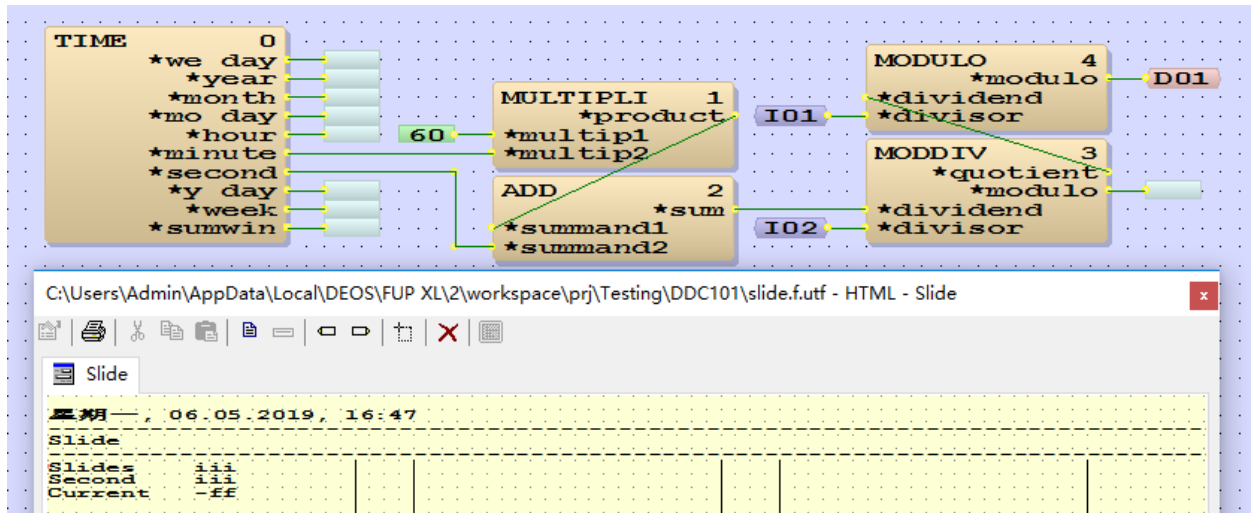 TIME 0
*we day
*year
*month
*mo day
*hour
*minute
*second
*y day
*week
*sumwin
60
MULTIPLI 1
*product
*multip1
*multip2
ADD 2
*sum
*summand1
*summand2
I01
I02
MODULO 4
*modulo
*dividend
*divisor
D01
MODDIV 3
*quotient
*modulo
*dividend
*divisor
C:\Users\Admin\AppData\Local\DEOS\FUP XL\2\workspace\prj\Testing\DDC101\slide.f.utf - HTML - Slide
x
Slide
星期一, 06.05.2019, 16:47
Slide
Slides iii
Second iii
Current -ff